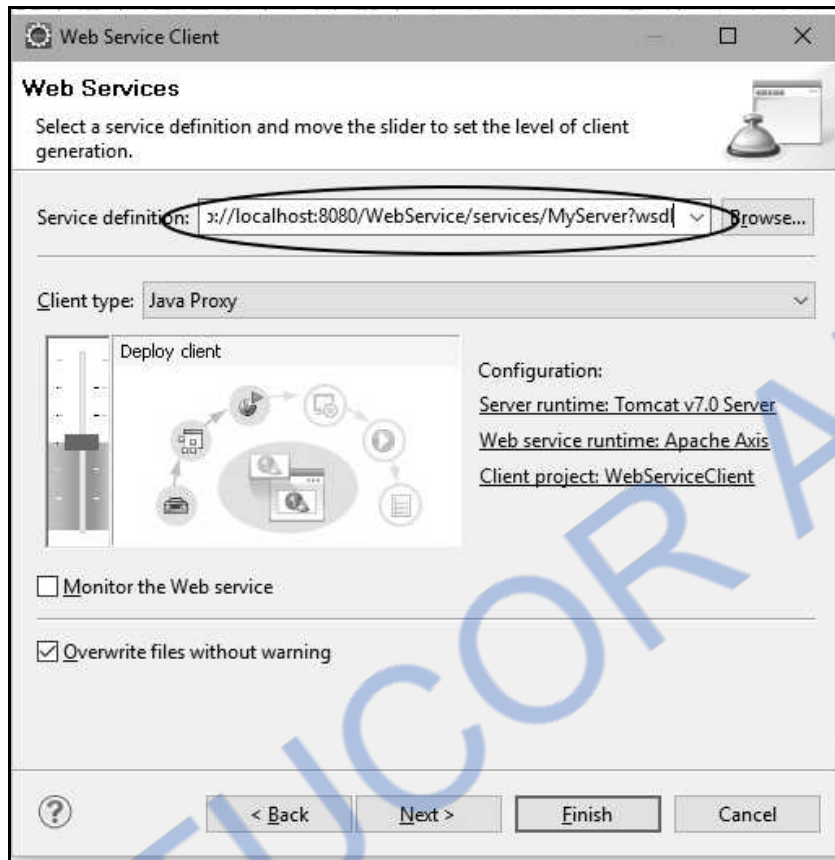 Web Service Client
Web Services
Select a service definition and move the slider to set the level of client
generation.
Service definition: ://localhost:8080/WebService/services/MyServer?wsdl Browse...
Client type: Java Proxy
Deploy client
Configuration:
Server runtime: Tomcat v7.0 Server
Web service runtime: Apache Axis
Client project: WebServiceClient
Monitor the Web service
Overwrite files without warning
? < Back Next > Finish Cancel
TUCOR A